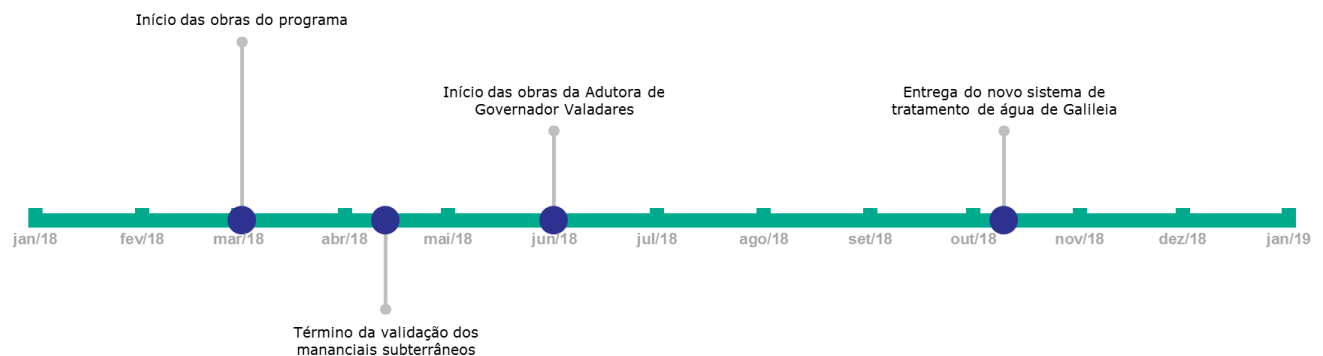 Início das obras do programa
Início das obras da Adutora de
Governador Valadares
Entrega do novo sistema de
tratamento de água de Galileia
jan/18 fev/18 mar/18 abr/18 mai/18 jun/18 jul/18 ago/18 set/18 out/18 nov/18 dez/18 jan/19
Término da validação dos
mananciais subterrâneos